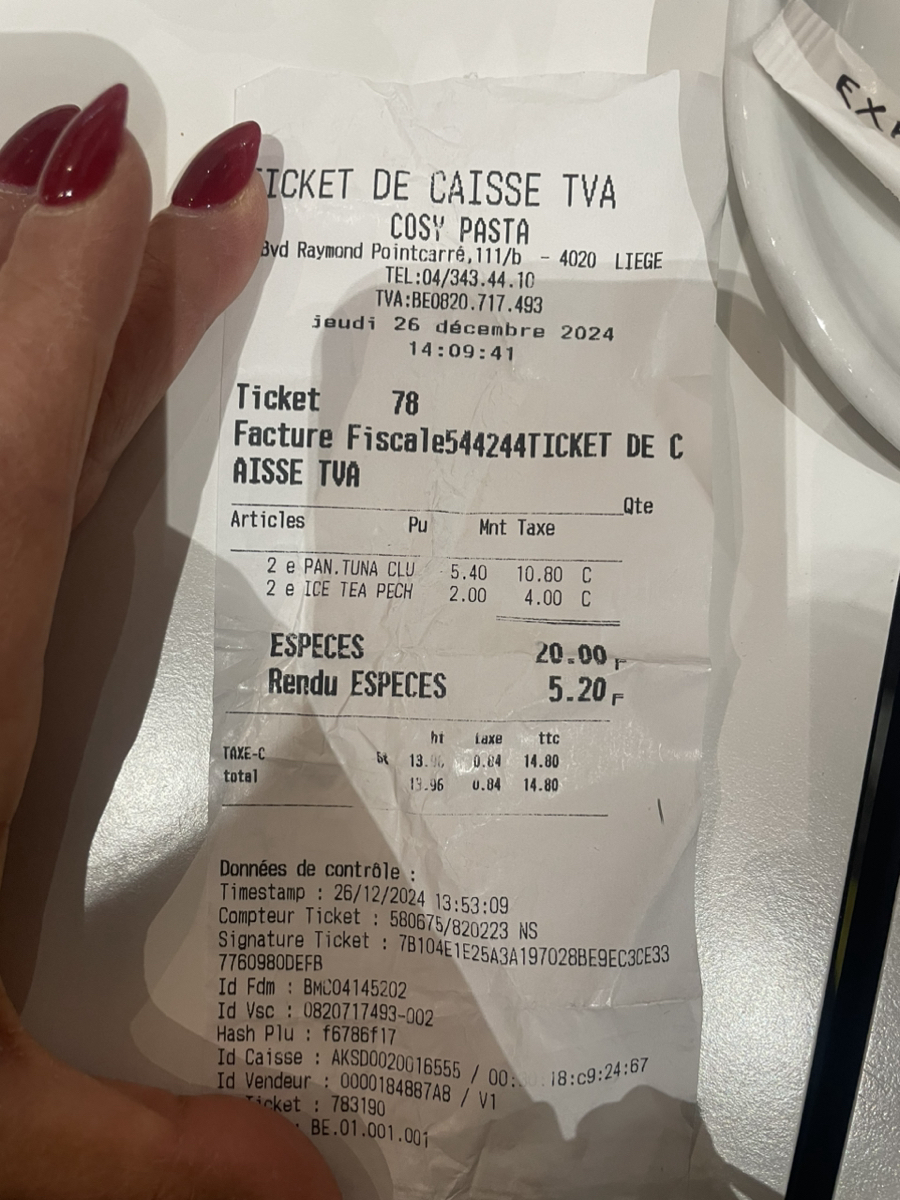 TICKET DE CAISSE TVA
COSY PASTA
Bvd Raymond Pointcarré,111/b - 4020 LIEGE
TEL:04/343.44.10
TVA:BE0820.717.493
jeudi 26 décembre 2024
14:09:41
Ticket 78
Facture Fiscale544244TICKET DE C
AISSE TVA
Qte
Articles Pu Mnt Taxe
2 e PAN.TUNA CLU 5.40 10.80 C
2 e ICE TEA PECH 2.00 4.00 C
ESPECES 20.00
Rendu ESPECES 5.20
ht taxe ttc
TAXE-C 0.84 14.80
total 13.96 0.84 14.80
Données de contrôle :
Timestamp : 26/12/2024 13:53:09
Compteur Ticket : 580675/820223 NS
Signature Ticket : 7B104E1E25A3A197028BE9EC3CE33
7760980DEFB
Id Fdm : BMC04145202
Id Vsc : 0820717493-002
Hash Plu : f6786f17
Id Caisse : AKSD0020016555 /
Id Vendeur : 0000184887A8 / V1
Ticket : 783190
: BE.01.001.001